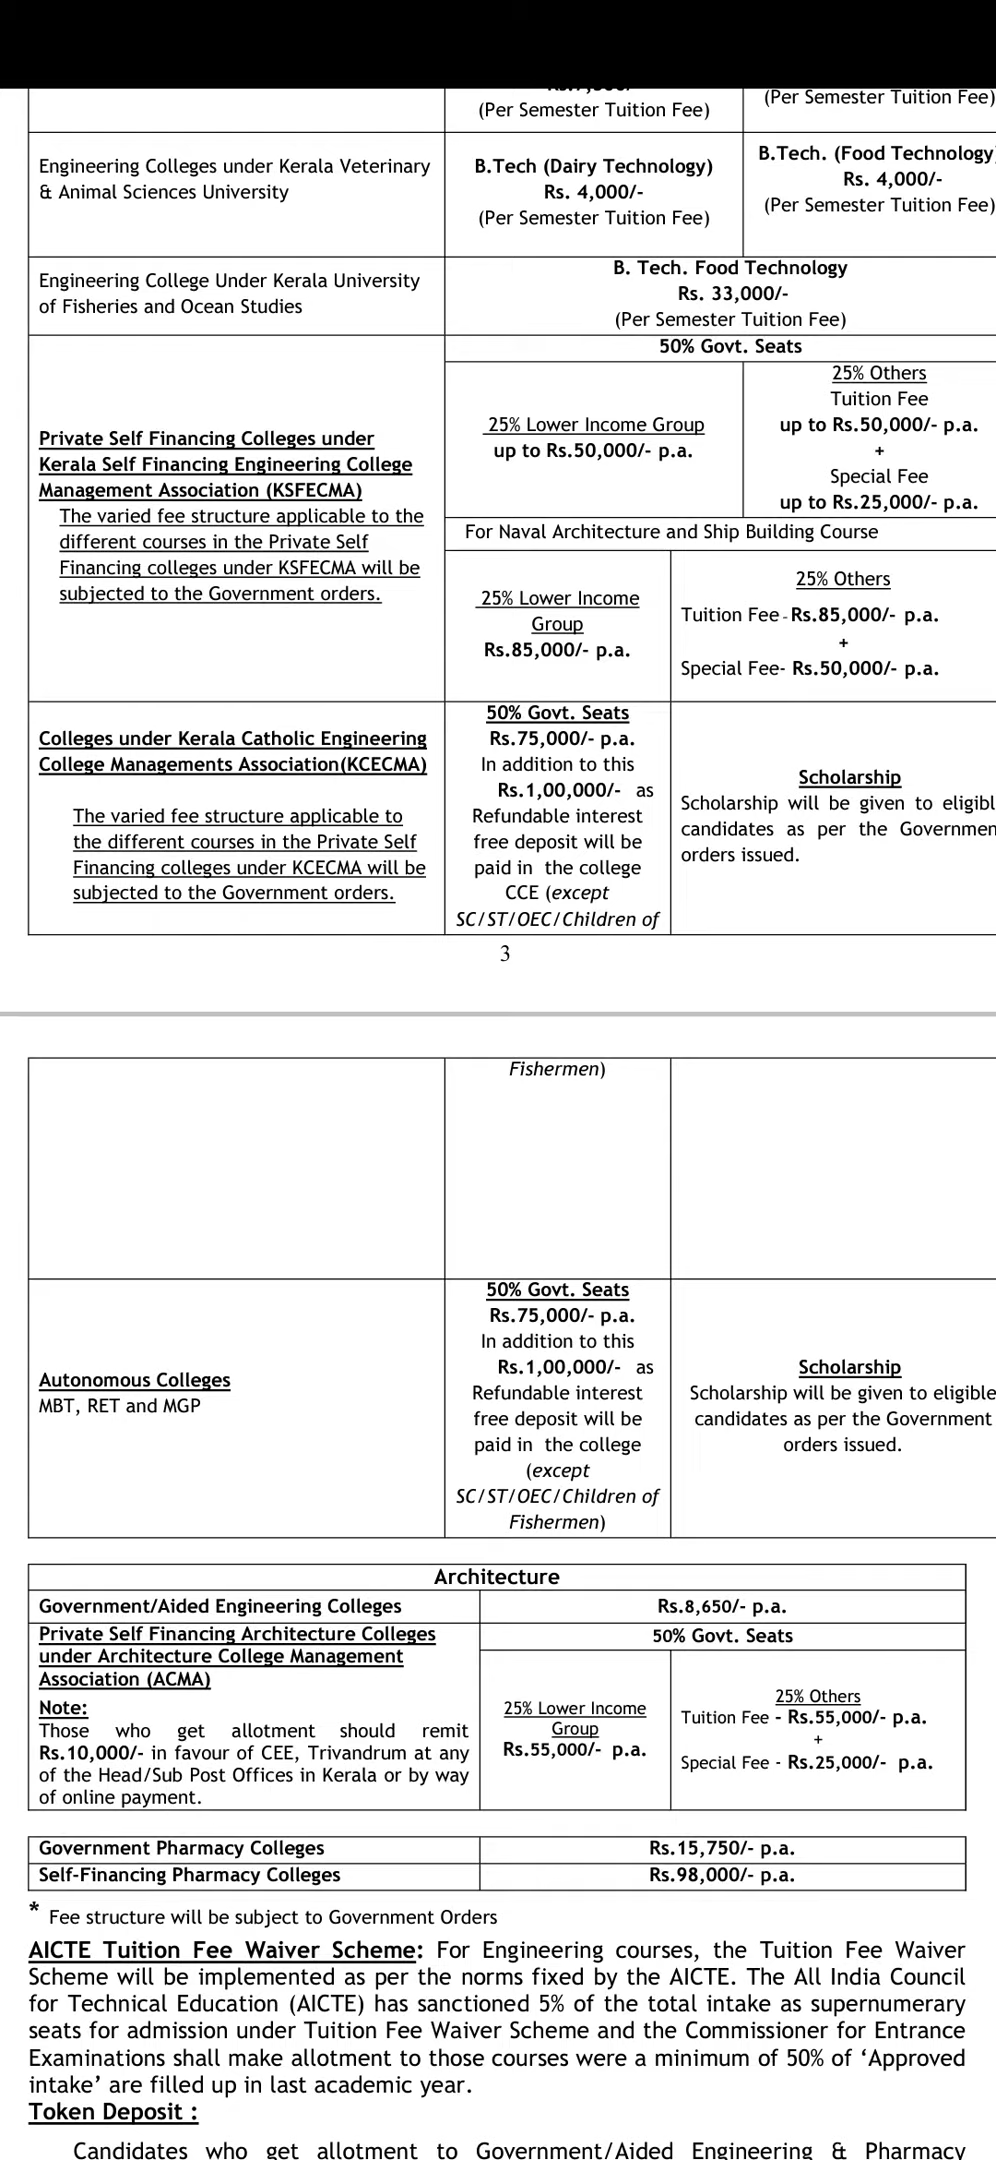 (Per Semester Tuition Fee)
(Per Semester Tuition Fee)
Engineering Colleges under Kerala Veterinary
& Animal Sciences University
B.Tech (Dairy Technology)
Rs. 4,000/-
(Per Semester Tuition Fee)
B.Tech. (Food Technology)
Rs. 4,000/-
(Per Semester Tuition Fee)
Engineering College Under Kerala University
of Fisheries and Ocean Studies
B. Tech. Food Technology
Rs. 33,000/-
(Per Semester Tuition Fee)
Private Self Financing Colleges under
Kerala Self Financing Engineering College
Management Association (KSFECMA)
The varied fee structure applicable to the
different courses in the Private Self
Financing colleges under KSFECMA will be
subjected to the Government orders.
50% Govt. Seats
25% Lower Income Group
up to Rs.50,000/- p.a.
25% Others
Tuition Fee
up to Rs.50,000/- p.a.
+
Special Fee
up to Rs.25,000/- p.a.
For Naval Architecture and Ship Building Course
25% Lower Income
Group
Rs.85,000/- p.a.
25% Others
Tuition Fee - Rs.85,000/- p.a.
+
Special Fee- Rs.50,000/- p.a.
Colleges under Kerala Catholic Engineering
College Managements Association(KCECMA)
The varied fee structure applicable to
the different courses in the Private Self
Financing colleges under KCECMA will be
subjected to the Government orders.
50% Govt. Seats
Rs.75,000/- p.a.
In addition to this
Rs.1,00,000/- as
Refundable interest
free deposit will be
paid in the college
CCE (except
SC/ST/OEC/Children of
Scholarship
Scholarship will be given to eligibl
candidates as per the Governmen
orders issued.
3
Fishermen)
Autonomous Colleges
MBT, RET and MGP
50% Govt. Seats
Rs.75,000/- p.a.
In addition to this
Rs.1,00,000/- as
Refundable interest
free deposit will be
paid in the college
(except
SC/ST/OEC/Children of
Fishermen)
Scholarship
Scholarship will be given to eligible
candidates as per the Government
orders issued.
Architecture
Government/Aided Engineering Colleges
Rs.8,650/- p.a.
Private Self Financing Architecture Colleges
under Architecture College Management
Association (ACMA)
Note:
Those who get allotment should remit
Rs.10,000/- in favour of CEE, Trivandrum at any
of the Head/Sub Post Offices in Kerala or by way
of online payment.
50% Govt. Seats
25% Lower Income
Group
Rs.55,000/- p.a.
25% Others
Tuition Fee - Rs.55,000/- p.a.
+
Special Fee - Rs.25,000/- p.a.
Government Pharmacy Colleges
Rs.15,750/- p.a.
Self-Financing Pharmacy Colleges
Rs.98,000/- p.a.
* Fee structure will be subject to Government Orders
AICTE Tuition Fee Waiver Scheme: For Engineering courses, the Tuition Fee Waiver
Scheme will be implemented as per the norms fixed by the AICTE. The All India Council
for Technical Education (AICTE) has sanctioned 5% of the total intake as supernumerary
seats for admission under Tuition Fee Waiver Scheme and the Commissioner for Entrance
Examinations shall make allotment to those courses were a minimum of 50% of ‘Approved
intake’ are filled up in last academic year.
Token Deposit :
Candidates who get allotment to Government/Aided Engineering & Pharmacy